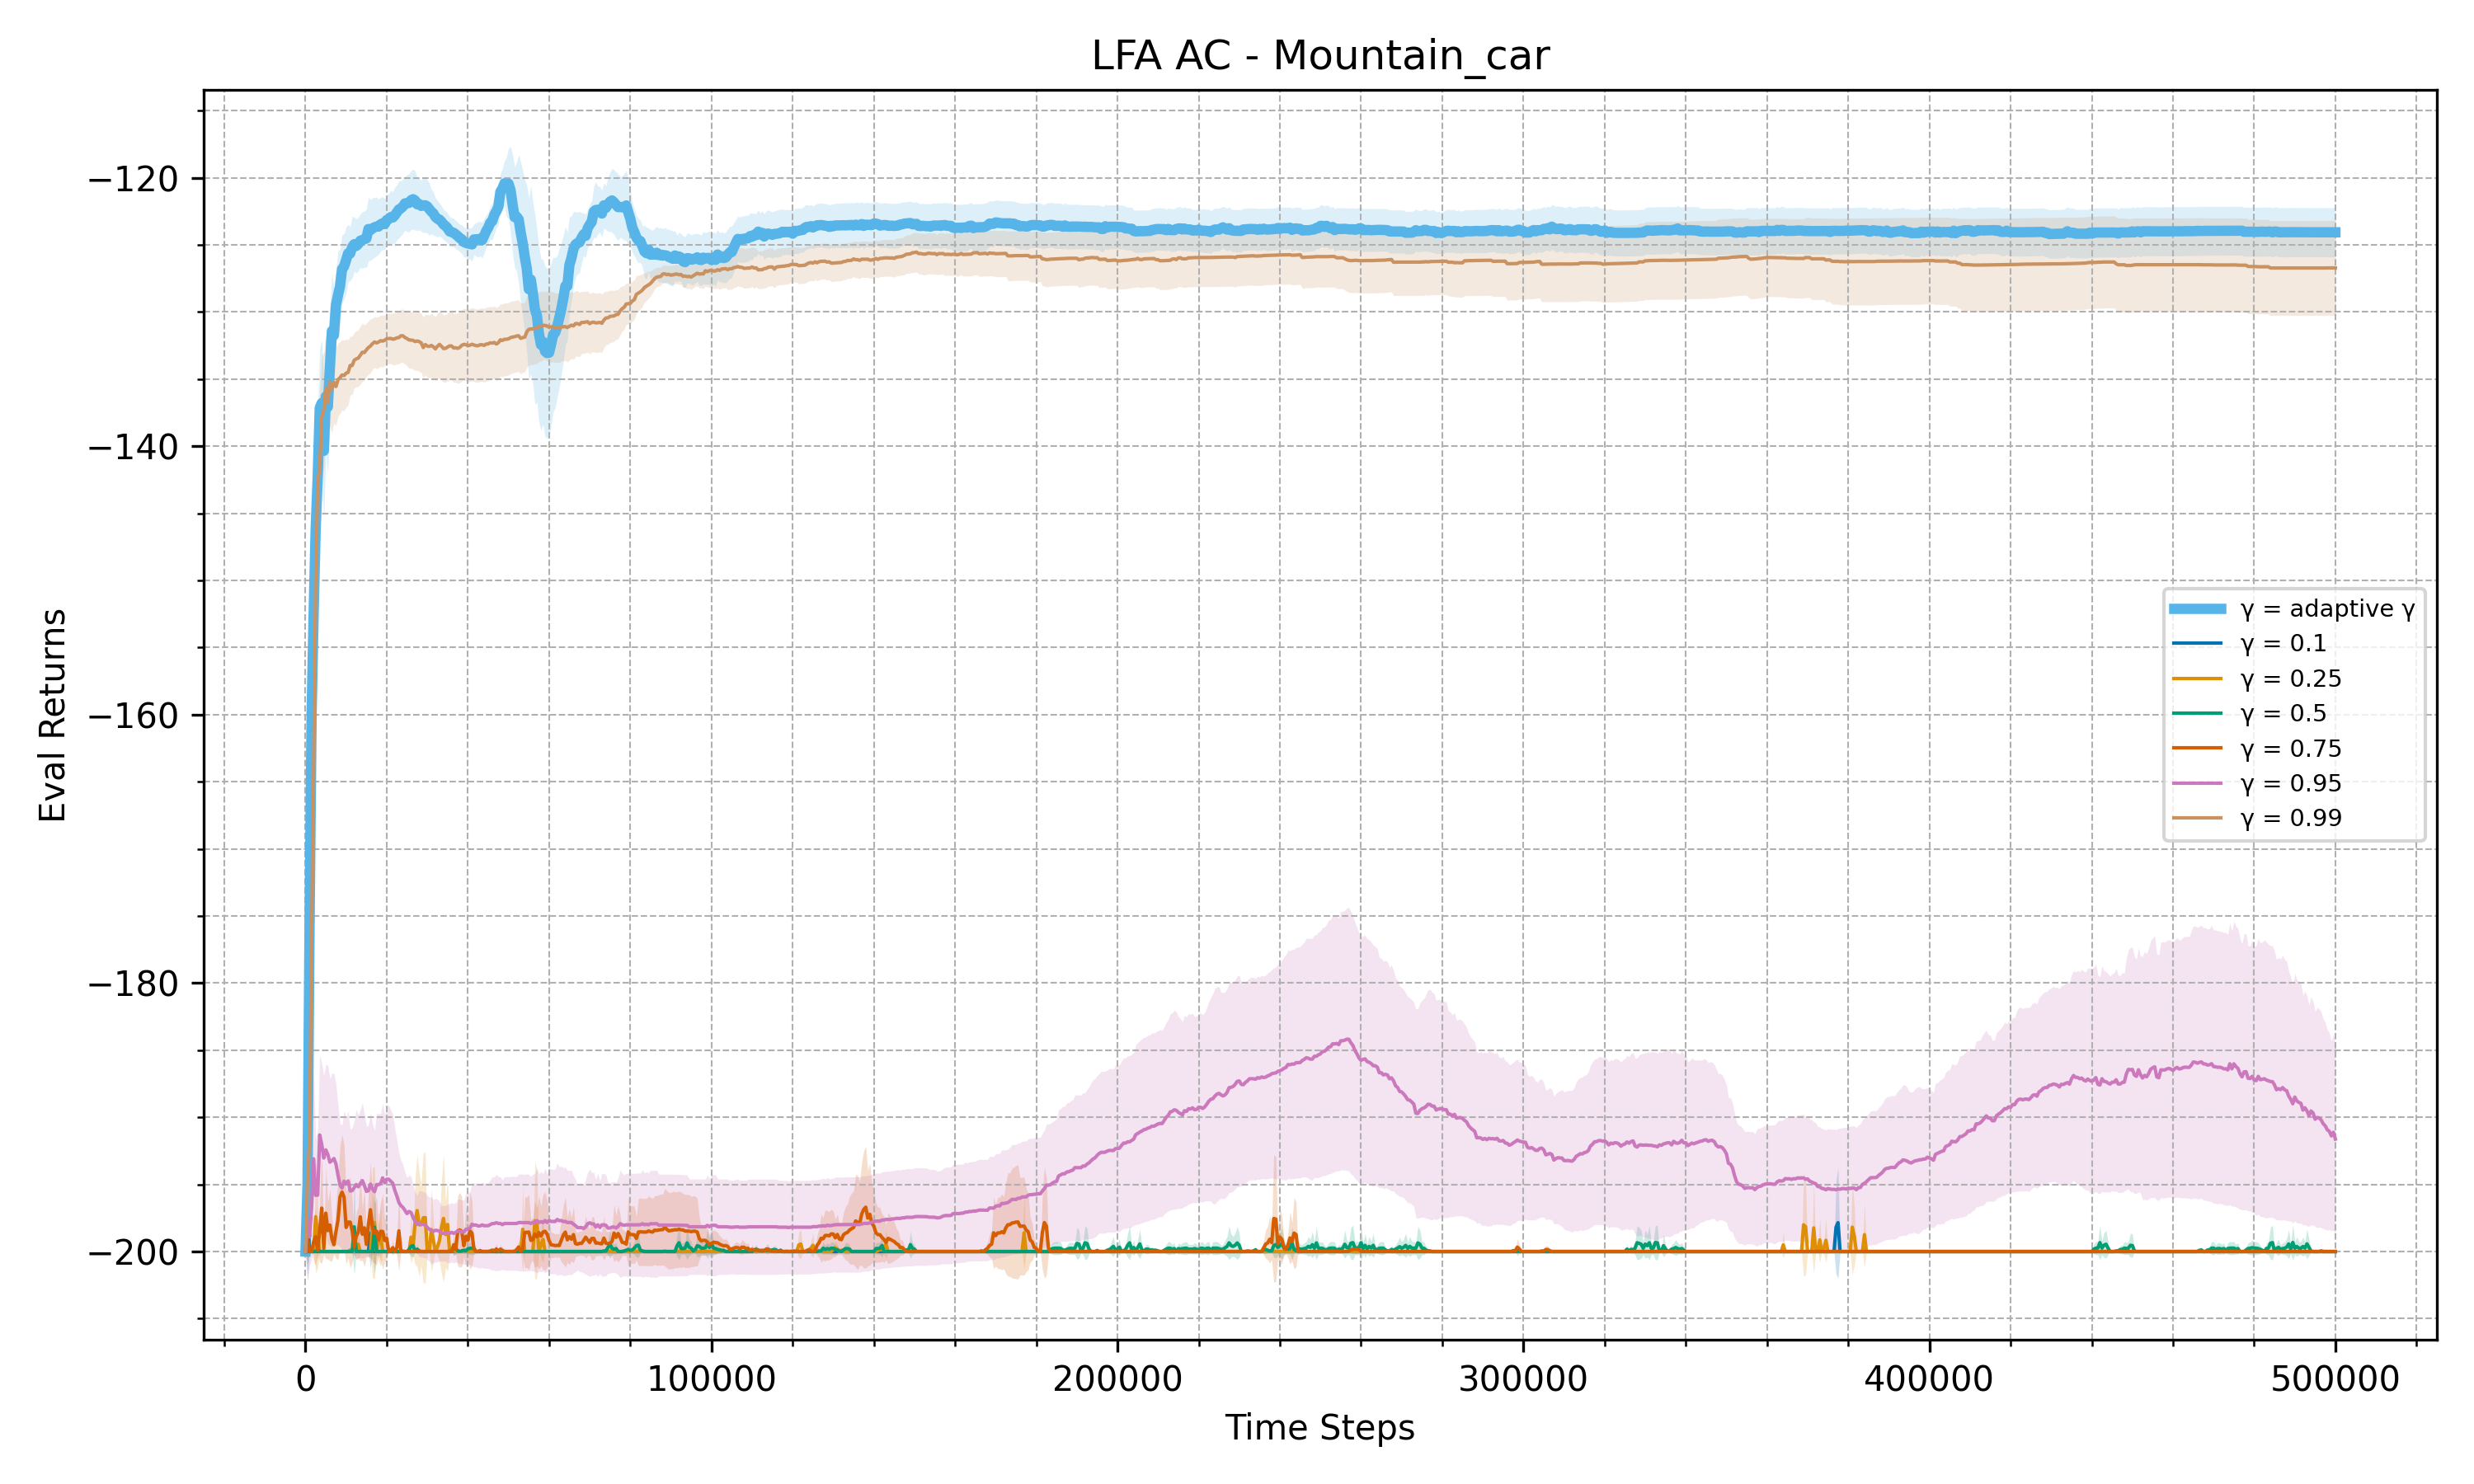 LFA AC - Mountain_car
Eval Returns
−120
−140
−160
−180
−200
γ = adaptive γ
γ = 0.1
γ = 0.25
γ = 0.5
γ = 0.75
γ = 0.95
γ = 0.99
0 100000 200000 300000 400000 500000
Time Steps